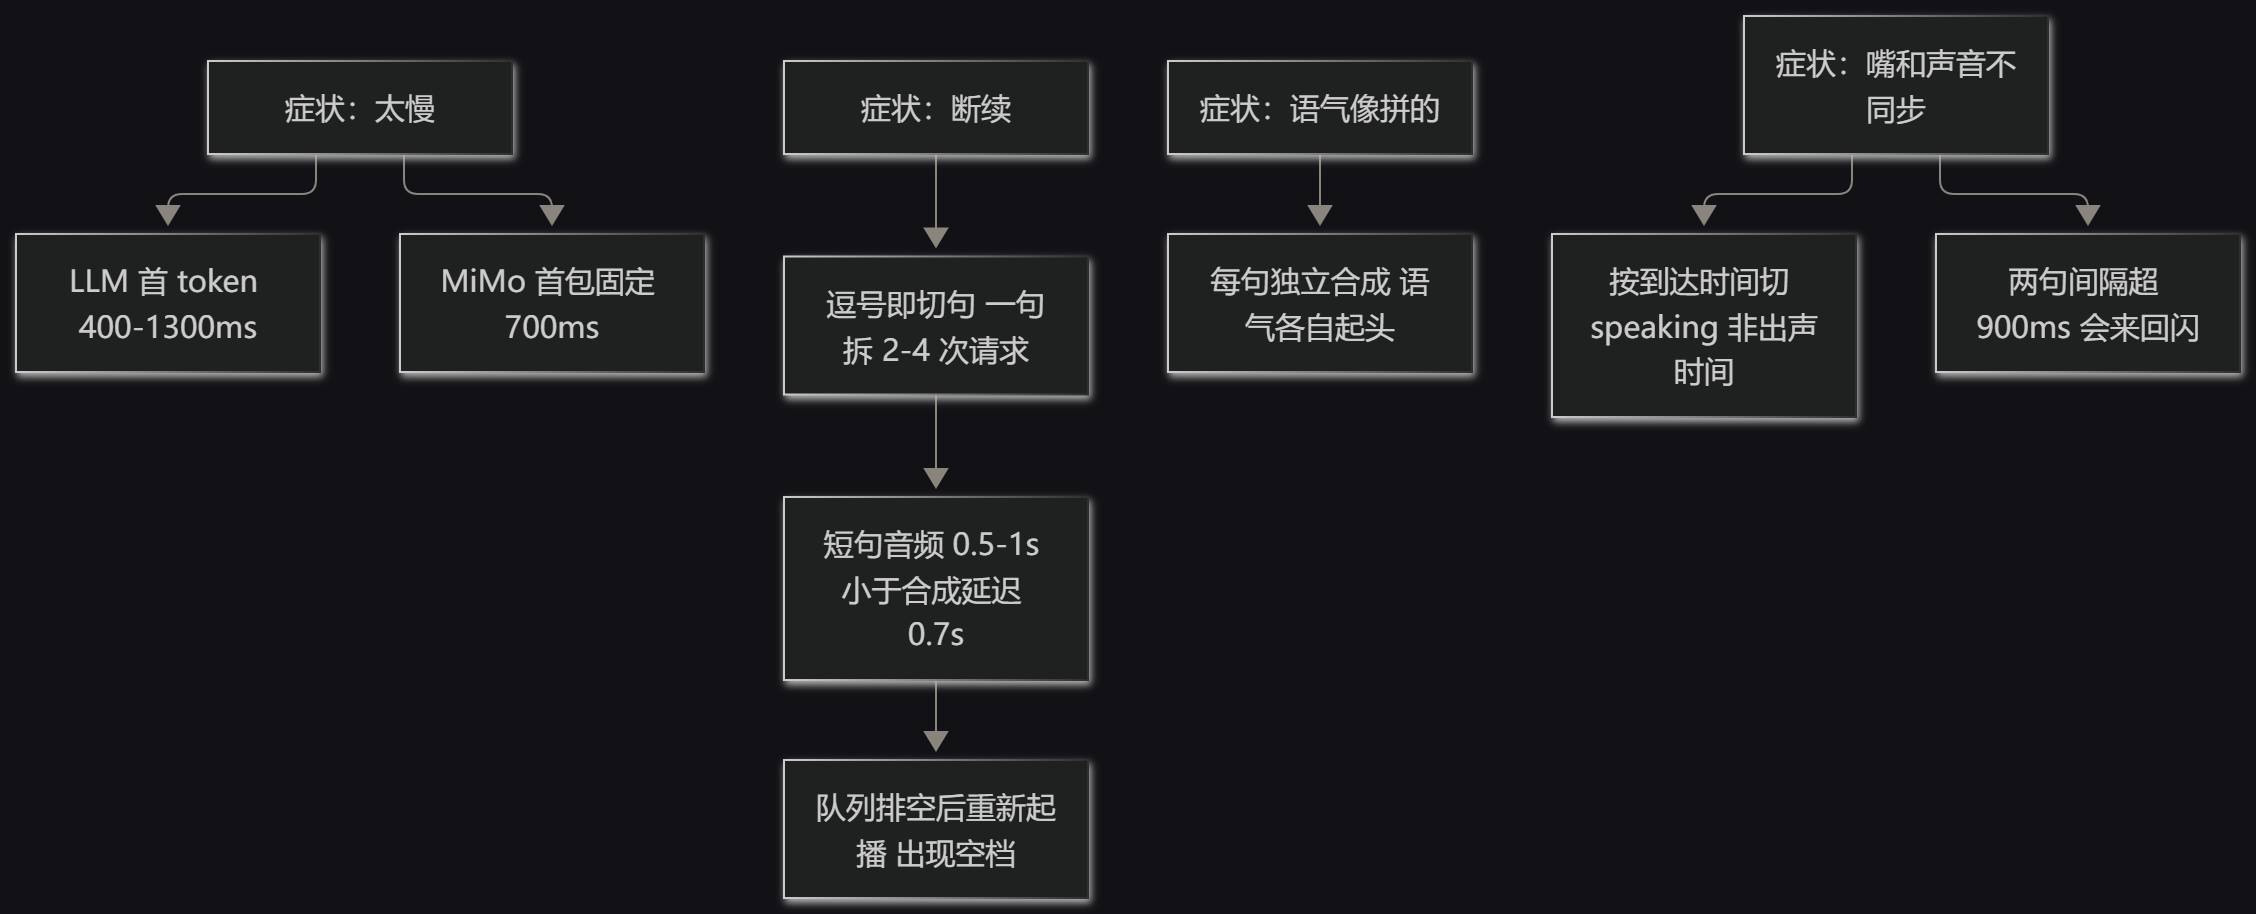 症状：太慢
LLM 首 token
400-1300ms
MiMo 首包固定
700ms
症状：断续
逗号即切句 一句
拆 2-4 次请求
短句音频 0.5-1s
小于合成延迟
0.7s
队列排空后重新起
播 出现空档
症状：语气像拼的
每句独立合成 语
气各自起头
症状：嘴和声音不
同步
按到达时间切
speaking 非出声
时间
两句间隔超
900ms 会来回闪